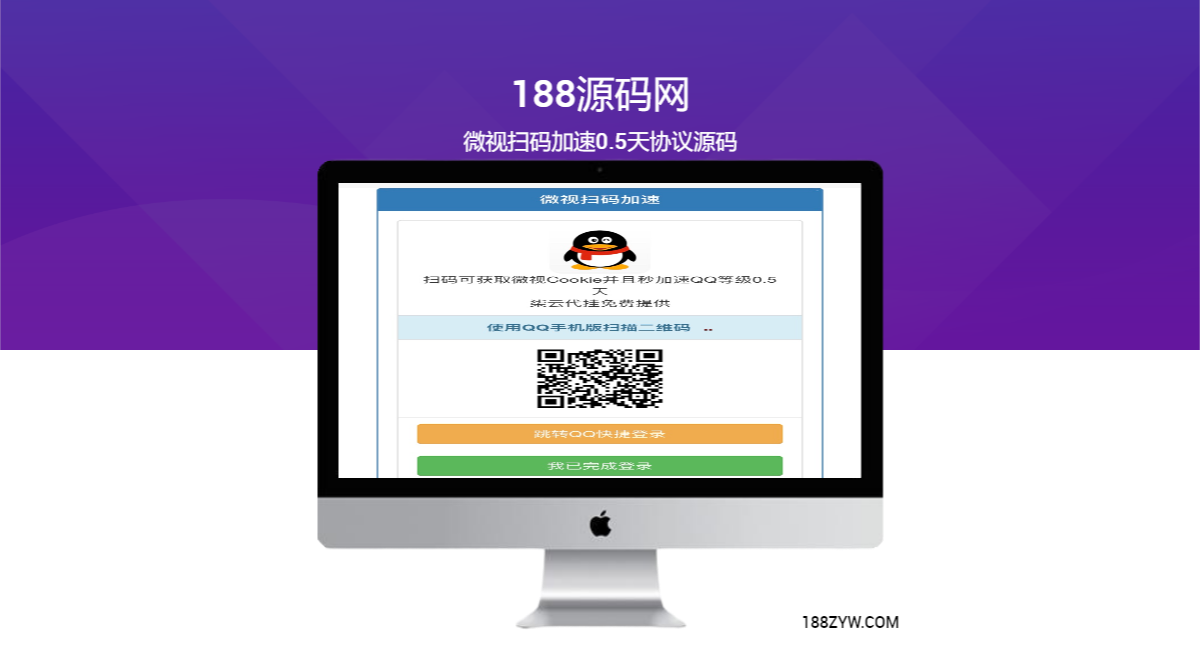 188源码网
微视扫码加速0.5天协议源码
微视扫码加速
扫码可获取微视Cookie并且秒加速QQ等级0.5
天
柒云代挂免费提供
使用QQ手机版扫描二维码 ..
跳转QQ快捷登录
我已完成登录
188ZYW.COM